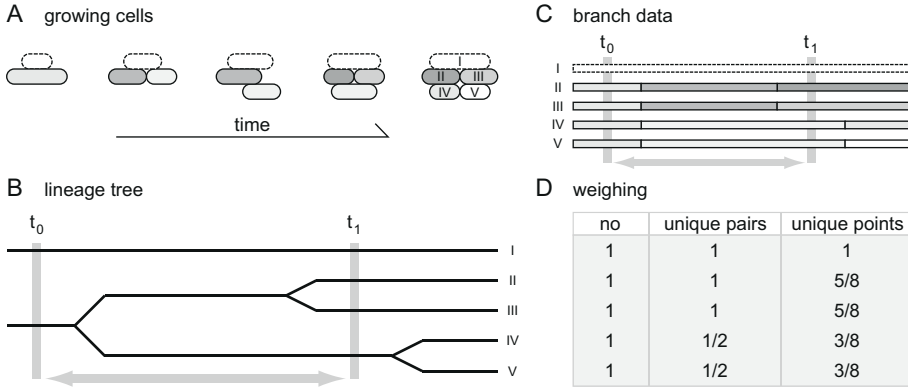 A growing cells
I
II III
IV V
time
B lineage tree
t0 t1
I
II
III
IV
V
C branch data
t0 t1
I
II
III
IV
V
D weighing
no unique pairs unique points
1 1 1
1 1 5/8
1 1 5/8
1 1/2 3/8
1 1/2 3/8